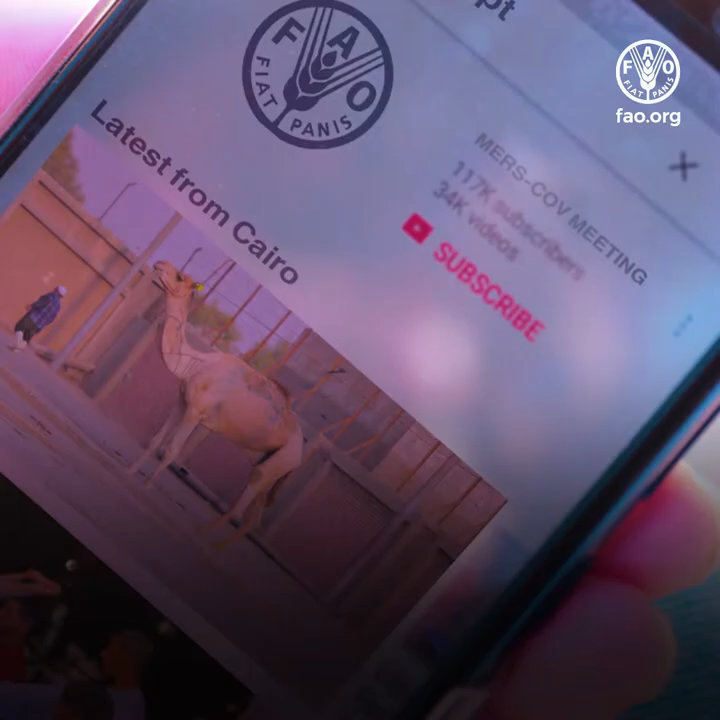 pt
FAO
FIAT PANIS
FAO
FIAT PANIS
fao.org
MERS-COV MEETING
117K subscribers
34K videos
SUBSCRIBE
Latest from Cairo